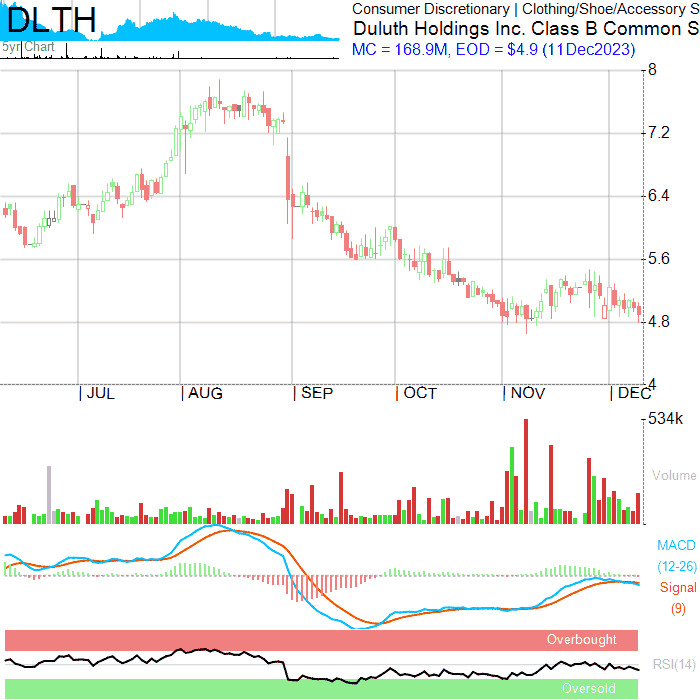 DLTH
5yr Chart
Consumer Discretionary | Clothing/Shoe/Accessory S
Duluth Holdings Inc. Class B Common S
MC = 168.9M, EOD = $4.9 (11Dec2023)
8
7.2
6.4
5.6
4.8
4
JUL
AUG
SEP
OCT
NOV
DEC
534k
Volume
MACD
(12-26)
Signal
(9)
Overbought
RSI(14)
Oversold